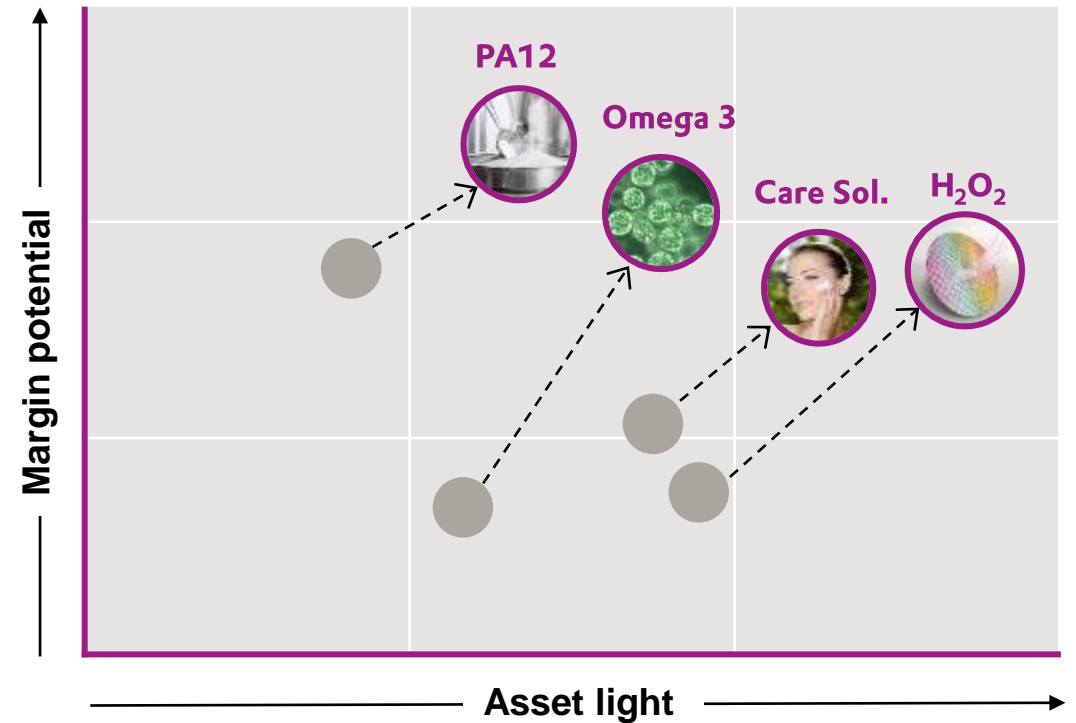 PA12
Omega 3
Care Sol.
H₂O₂
Margin potential
Asset light